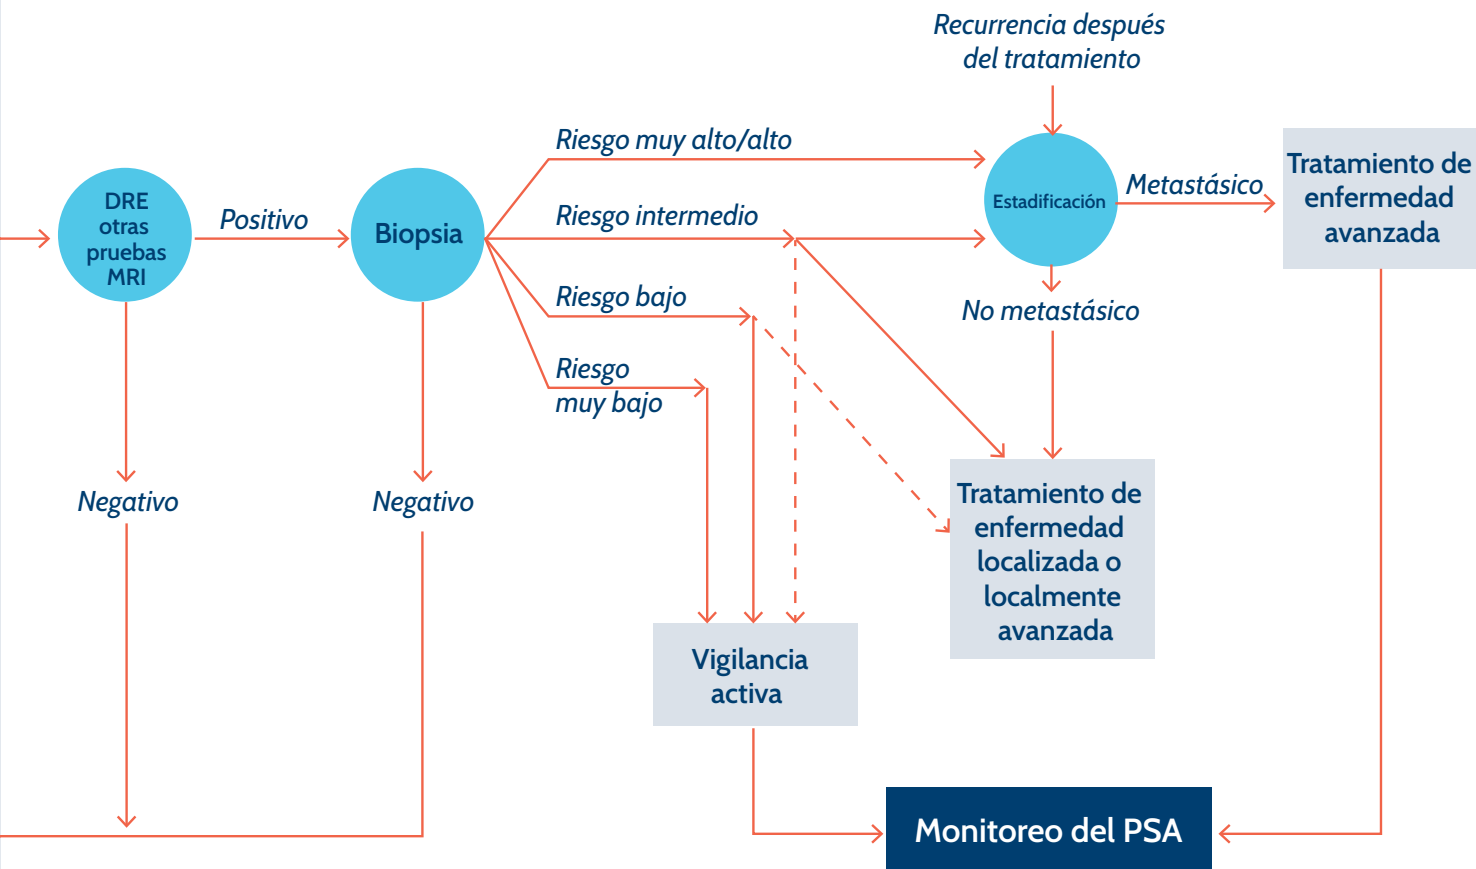 Recurrencia después
del tratamiento
DRE
otras
pruebas
MRI
Positivo
Biopsia
Riesgo muy alto/alto
Riesgo intermedio
Riesgo bajo
Riesgo
muy bajo
Estadificación
Metastásico
Tratamiento de
enfermedad
avanzada
No metastásico
Negativo
Negativo
Tratamiento de
enfermedad
localizada o
localmente
avanzada
Vigilancia
activa
Monitoreo del PSA